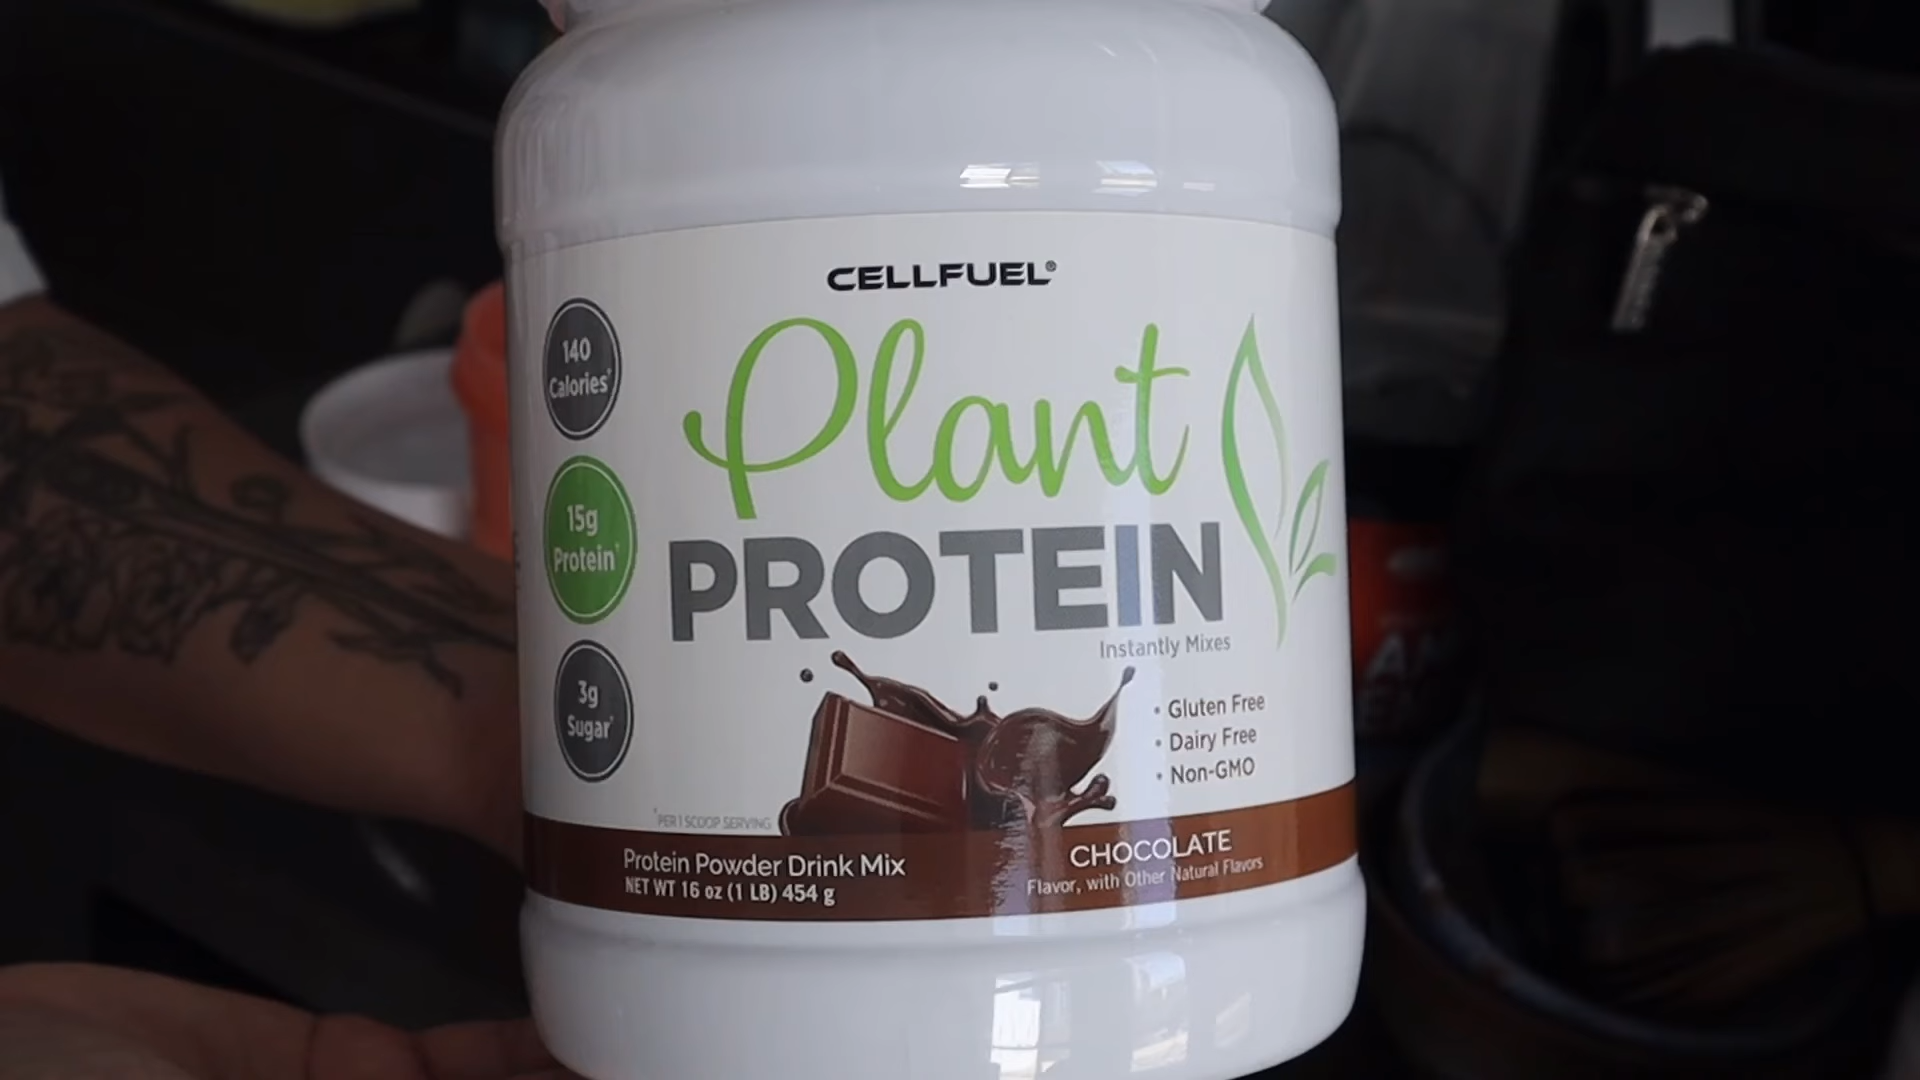 CELLFUEL®
Plant
PROTEIN
Instantly Mixes
140
Calories†
15g
Protein†
3g
Sugar†
• Gluten Free
• Dairy Free
• Non-GMO
†PER 1 SCOOP SERVING
Protein Powder Drink Mix
NET WT 16 oz (1 LB) 454 g
CHOCOLATE
Flavor, with Other Natural Flavors